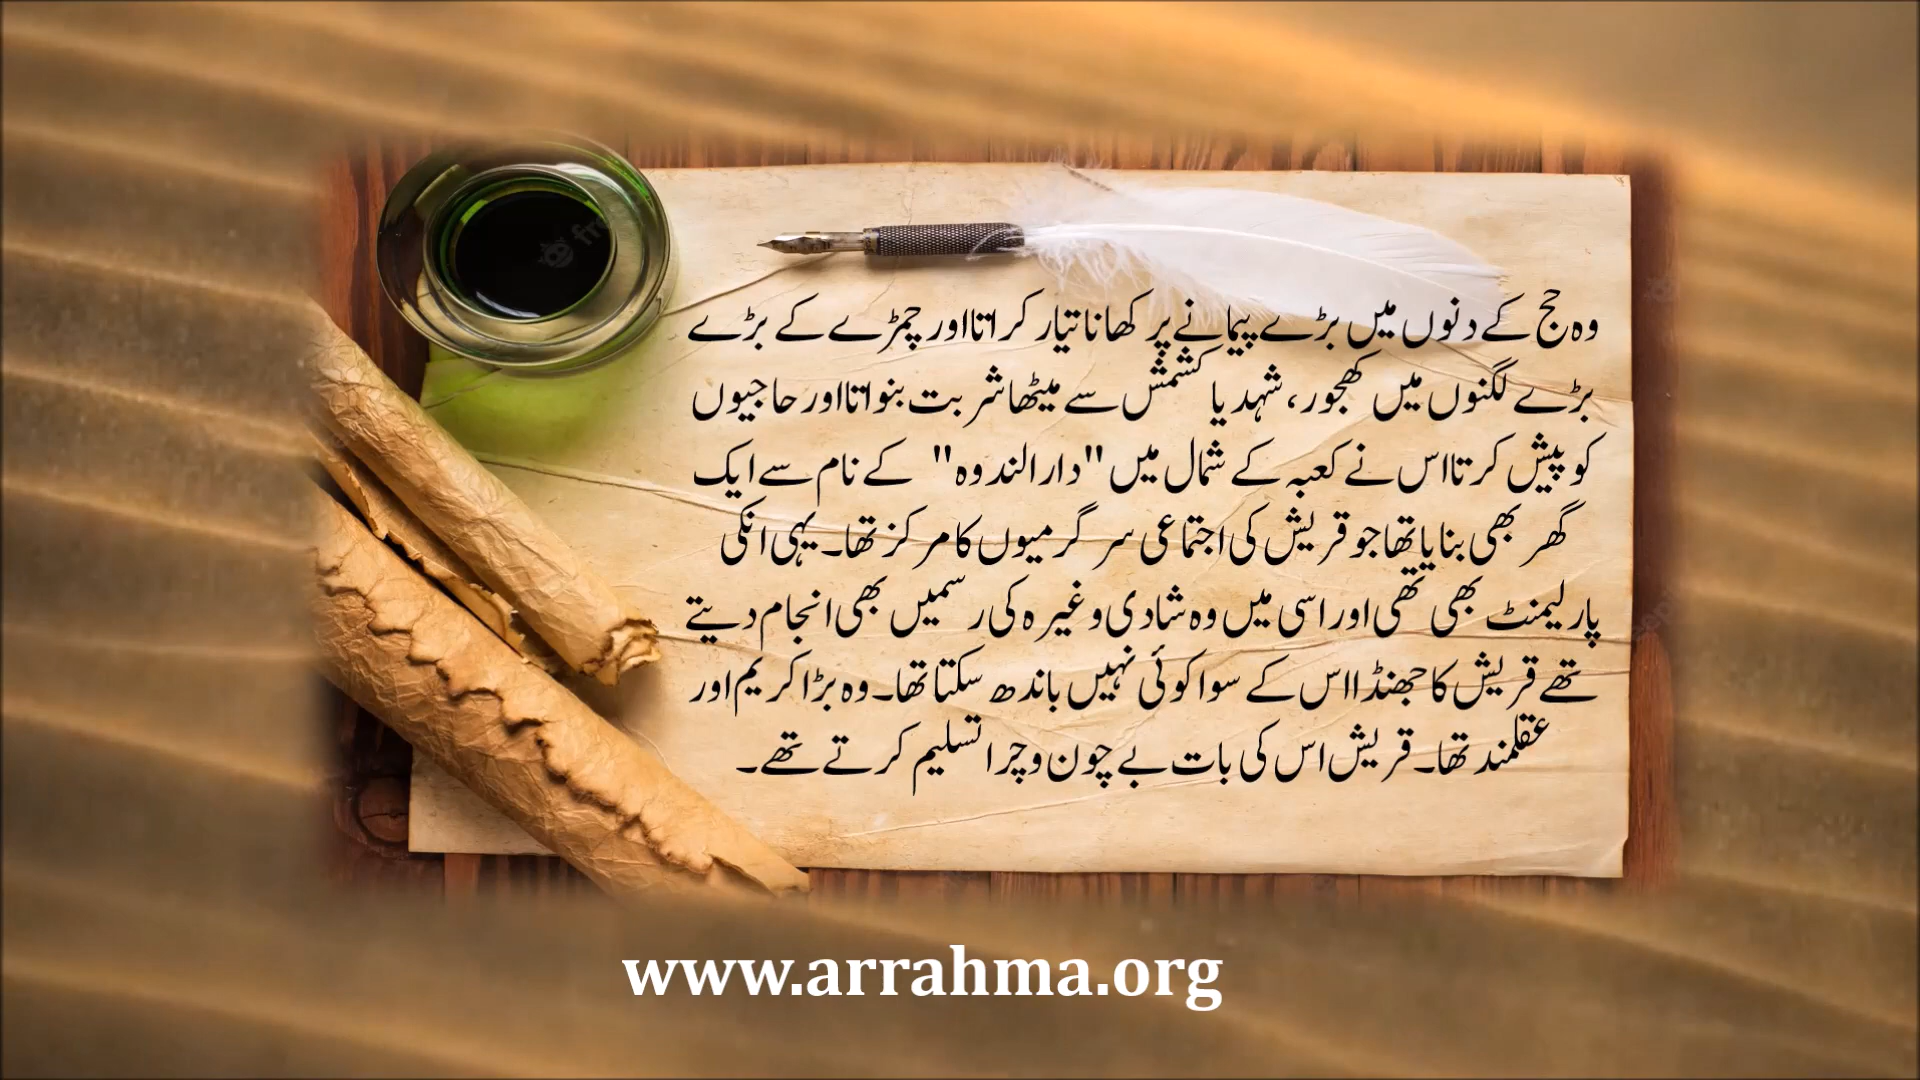 وہ حج کے دنوں میں بڑے پیمانے پر کھانا تیار کراتا اور چمڑے کے بڑے
بڑے لگنوں میں کھجور، شہد یا کشمش سے میٹھا شربت بنواتا اور حاجیوں
کو پیش کرتا اس نے کعبہ کے شمال میں "دار الندوہ" کے نام سے ایک
گھر بھی بنایا تھا جو قریش کی اجتماعی سرگرمیوں کا مرکز تھا۔ یہی انکی
پارلیمنٹ بھی تھی اور اسی میں وہ شادی وغیرہ کی رسمیں بھی انجام دیتے
تھے قریش کا جھنڈا اس کے سوا کوئی نہیں باندھ سکتا تھا۔ وہ بڑا کریم اور
عقلمند تھا۔ قریش اس کی بات بے چون و چرا تسلیم کرتے تھے۔
www.arrahma.org